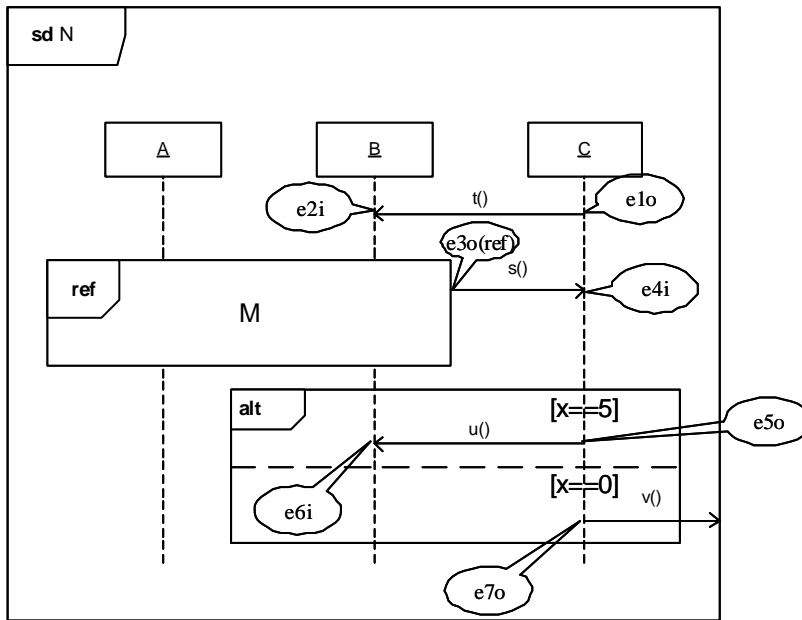 sd N
A
B
C
t()
e2i
e1o
e3o(ref)
s()
ref
M
e4i
alt
[x==5]
u()
e5o
[x==0]
e6i
v()
e7o